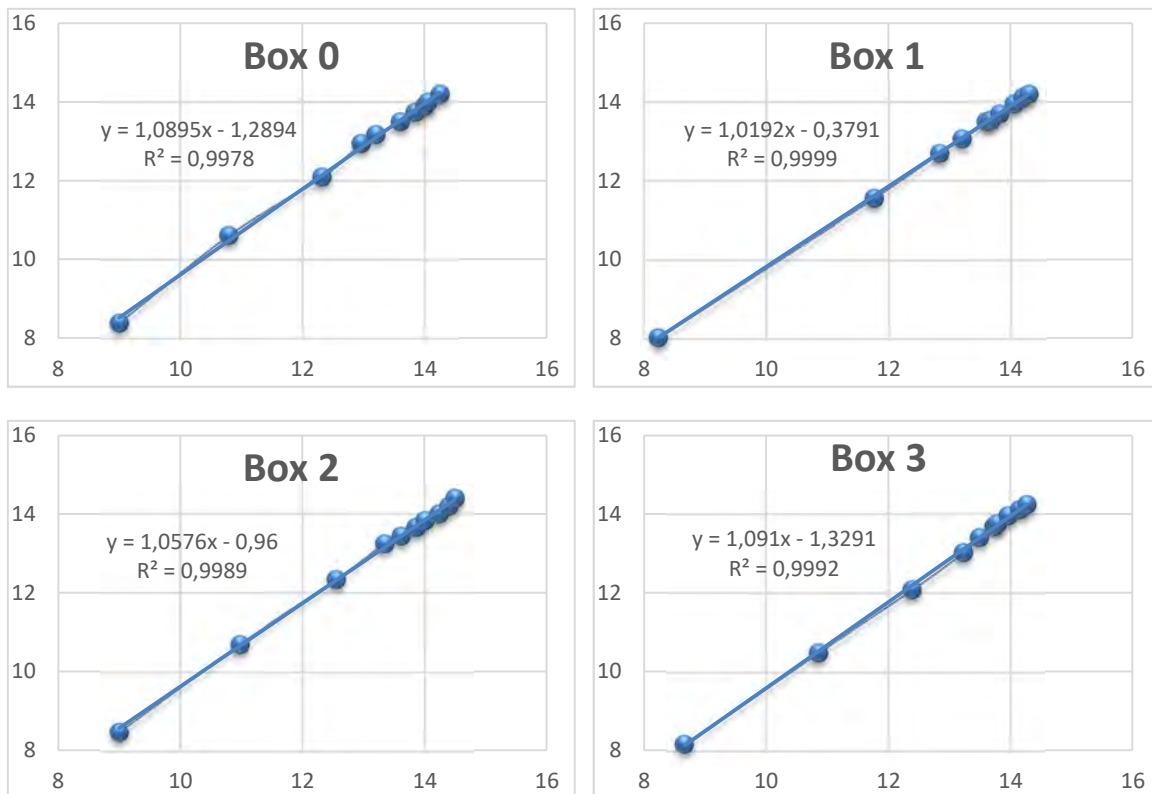 Box 0
y = 1,0895x - 1,2894
R² = 0,9978
16
14
12
10
8
8 10 12 14 16
Box 1
y = 1,0192x - 0,3791
R² = 0,9999
16
14
12
10
8
8 10 12 14 16
Box 2
y = 1,0576x - 0,96
R² = 0,9989
16
14
12
10
8
8 10 12 14 16
Box 3
y = 1,091x - 1,3291
R² = 0,9992
16
14
12
10
8
8 10 12 14 16